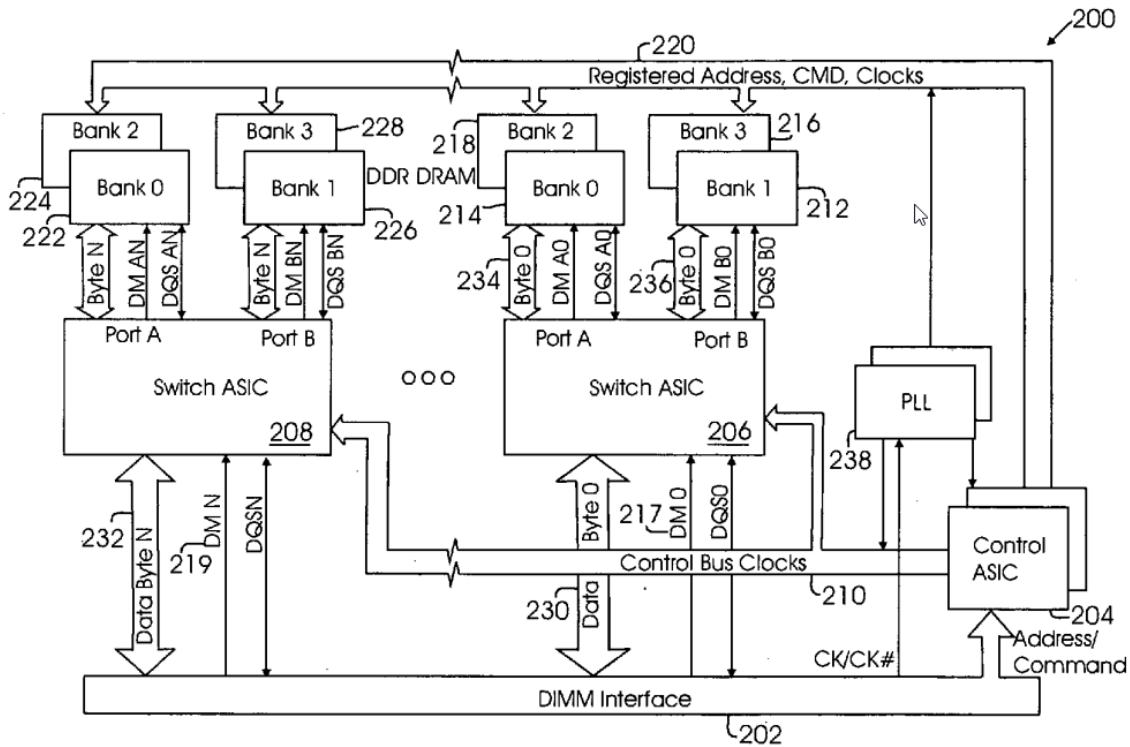 200
220
Registered Address, CMD, Clocks
Bank 2
Bank 3
228
Bank 2
218
Bank 3
216
Bank 0
Bank 1
DDR DRAM
Bank 0
Bank 1
224
222
226
214
212
Byte N
DM AN
DQS AN
Byte N
DM BN
DQS BN
234
Byte 0
DM A0
DQS A0
236
Byte 0
DM B0
DQS B0
Port A
Port B
Port A
Port B
Switch ASIC
208
Switch ASIC
206
PLL
238
232
Data Byte N
219
DM N
DQSN
230
Data Byte 0
217
DM 0
DQS0
Control Bus Clocks
210
Control
ASIC
204
CK/CK#
Address/
Command
DIMM Interface
202